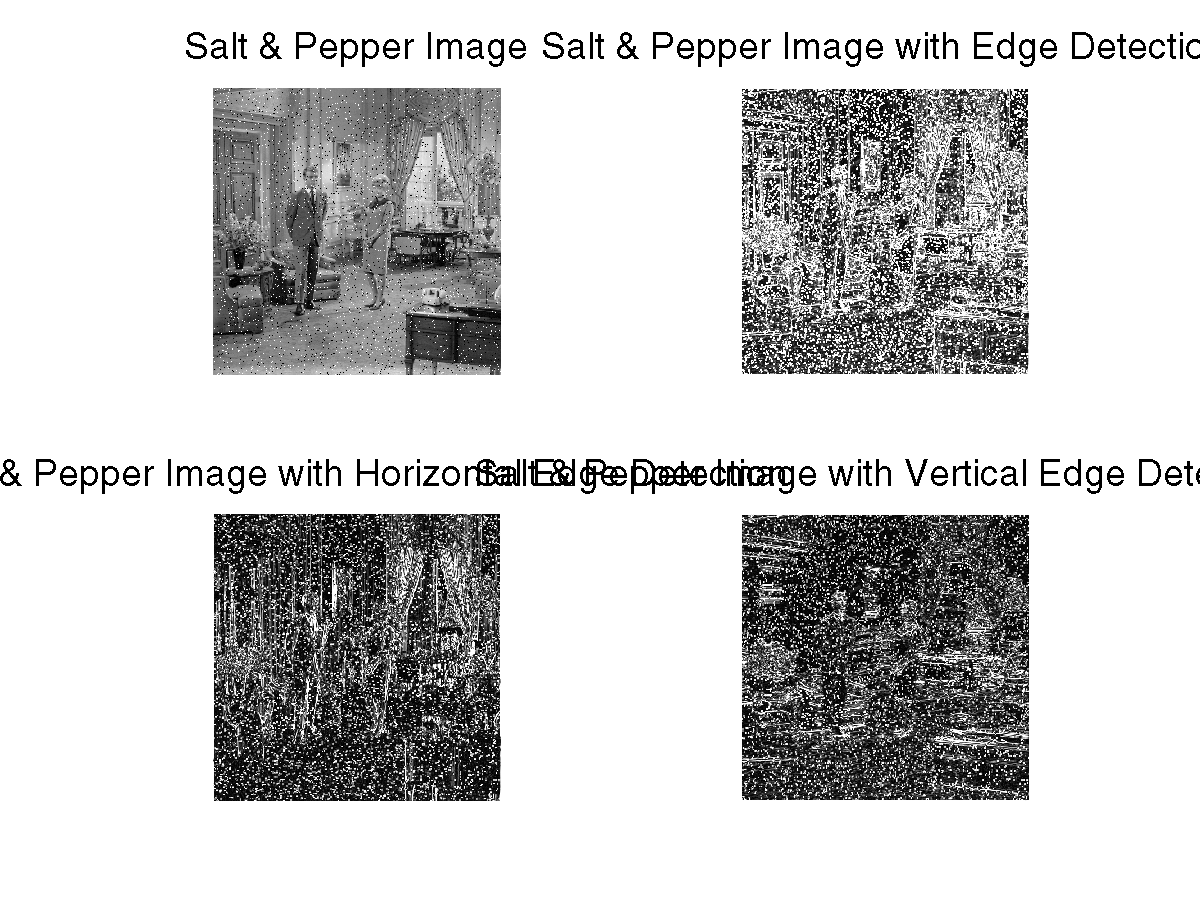 Salt & Pepper Image
Salt & Pepper Image with Edge Detectio
& Pepper Image with Horizontal Edge Detection
Salt & Pepper Image with Vertical Edge Dete